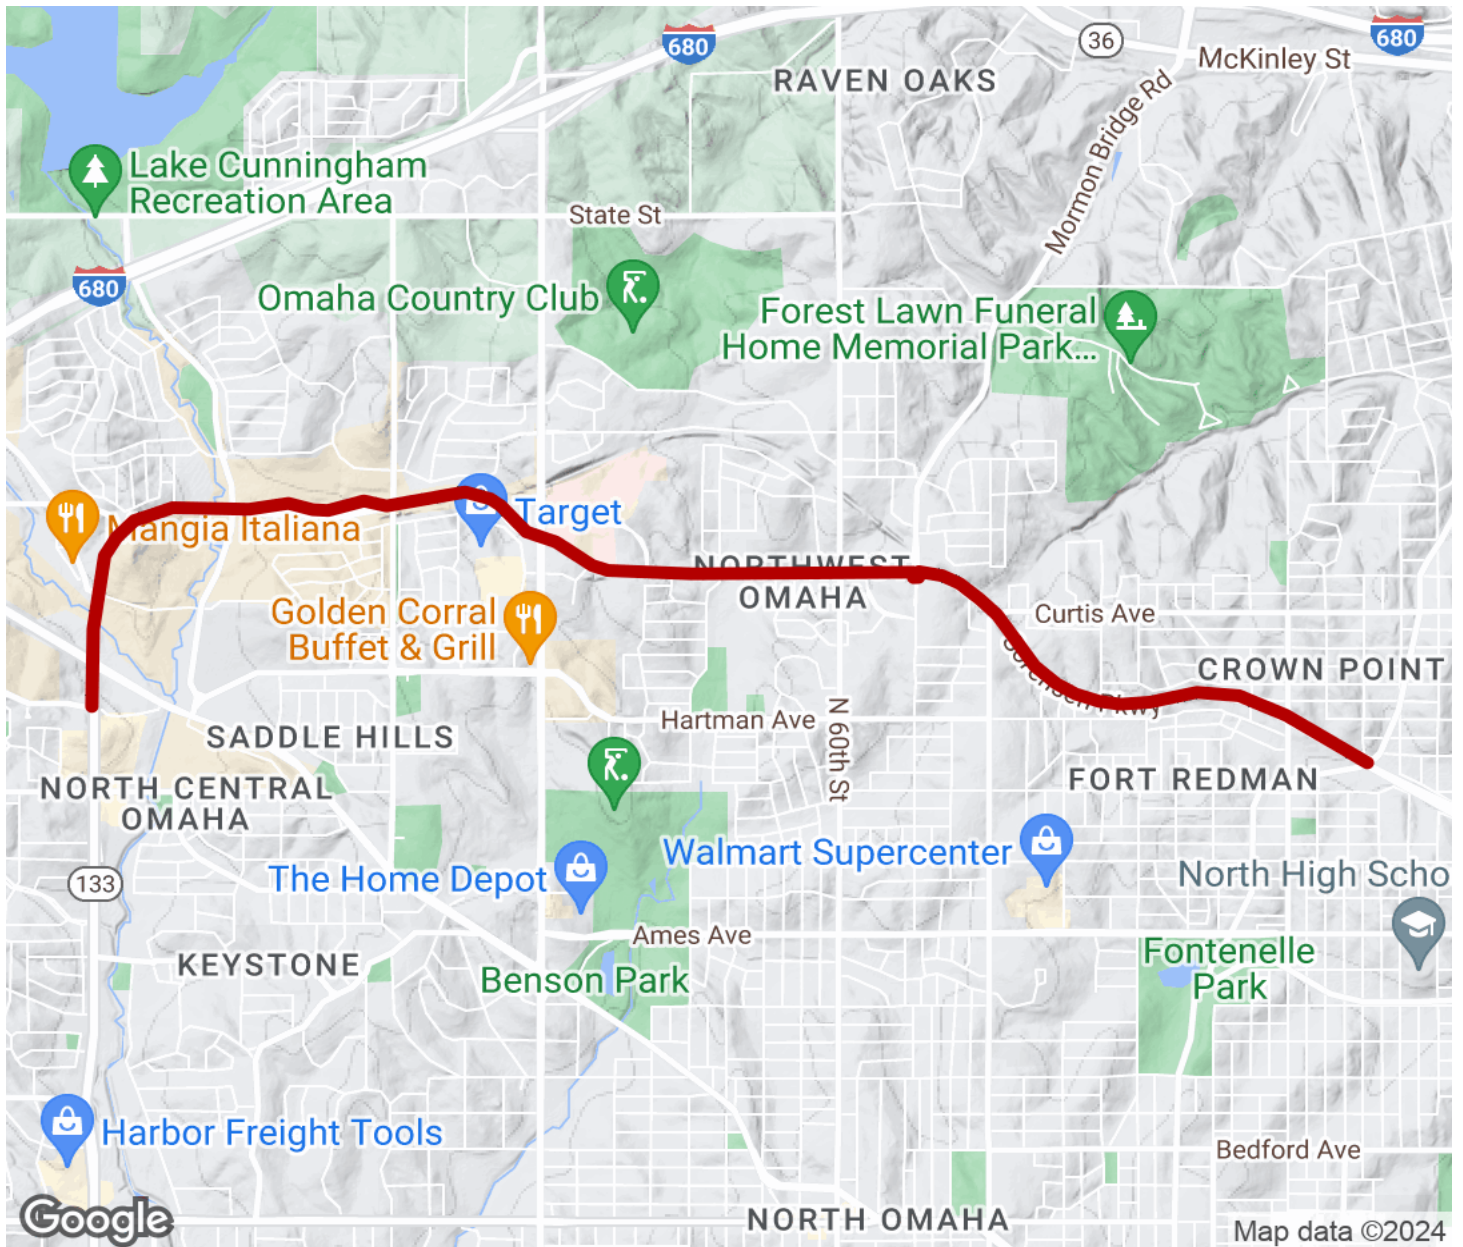 680
36
680
McKinley St
RAVEN OAKS
Mormon Bridge Rd
Lake Cunningham
Recreation Area
State St
680
Omaha Country Club
Forest Lawn Funeral
Home Memorial Park...
Target
Mangia Italiana
NORTHWEST
OMAHA
Golden Corral
Buffet & Grill
Curtis Ave
Sorensen Pkwy
CROWN POINT
Hartman Ave
N 60th St
SADDLE HILLS
NORTH CENTRAL
OMAHA
FORT REDMAN
Walmart Supercenter
The Home Depot
133
North High Scho
Ames Ave
KEYSTONE
Benson Park
Fontenelle
Park
Harbor Freight Tools
Bedford Ave
NORTH OMAHA
Google
Map data ©2024